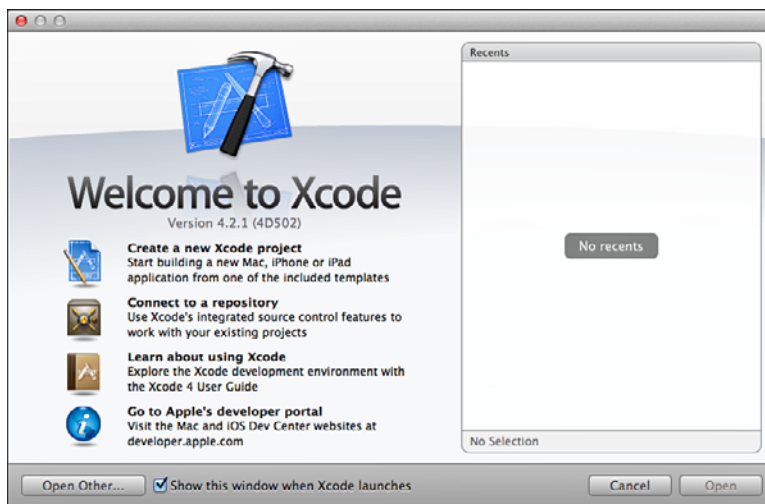 Recents
Welcome to Xcode
Version 4.2.1 (4D502)
No recents
Create a new Xcode project
Start building a new Mac, iPhone or iPad
application from one of the included templates
Connect to a repository
Use Xcode's integrated source control features to
work with your existing projects
Learn about using Xcode
Explore the Xcode development environment with
the Xcode 4 User Guide
Go to Apple's developer portal
Visit the Mac and iOS Dev Center websites at
developer.apple.com
No Selection
Open Other...
Show this window when Xcode launches
Cancel
Open